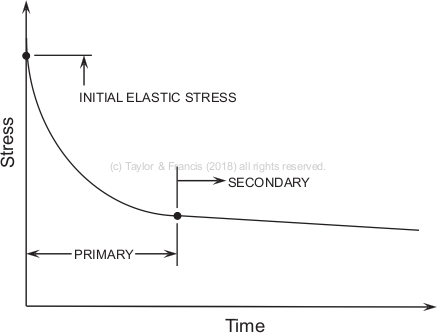 INITIAL ELASTIC STRESS
Stress
(c) Taylor & Francis (2018) all rights reserved.
SECONDARY
PRIMARY
Time